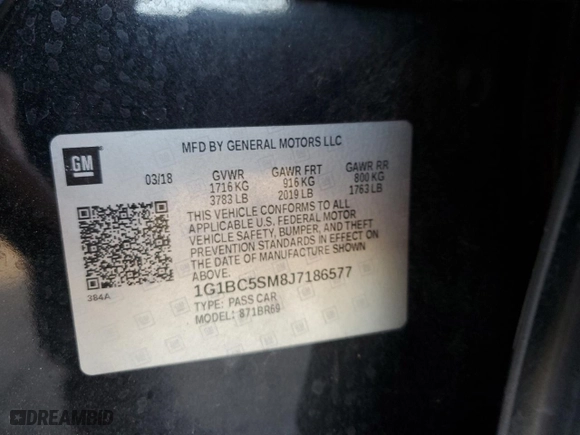 MFD BY GENERAL MOTORS LLC
GM
03/18
GVWR GAWR FRT GAWR RR
1716 KG 916 KG 800 KG
3783 LB 2019 LB 1763 LB
THIS VEHICLE CONFORMS TO ALL
APPLICABLE U.S. FEDERAL MOTOR
VEHICLE SAFETY, BUMPER, AND THEFT
PREVENTION STANDARDS IN EFFECT ON
THE DATE OF MANUFACTURE SHOWN
ABOVE.
384A
1G1BC5SM8J7186577
TYPE: PASS CAR
MODEL: 871BR69
DREAMBID